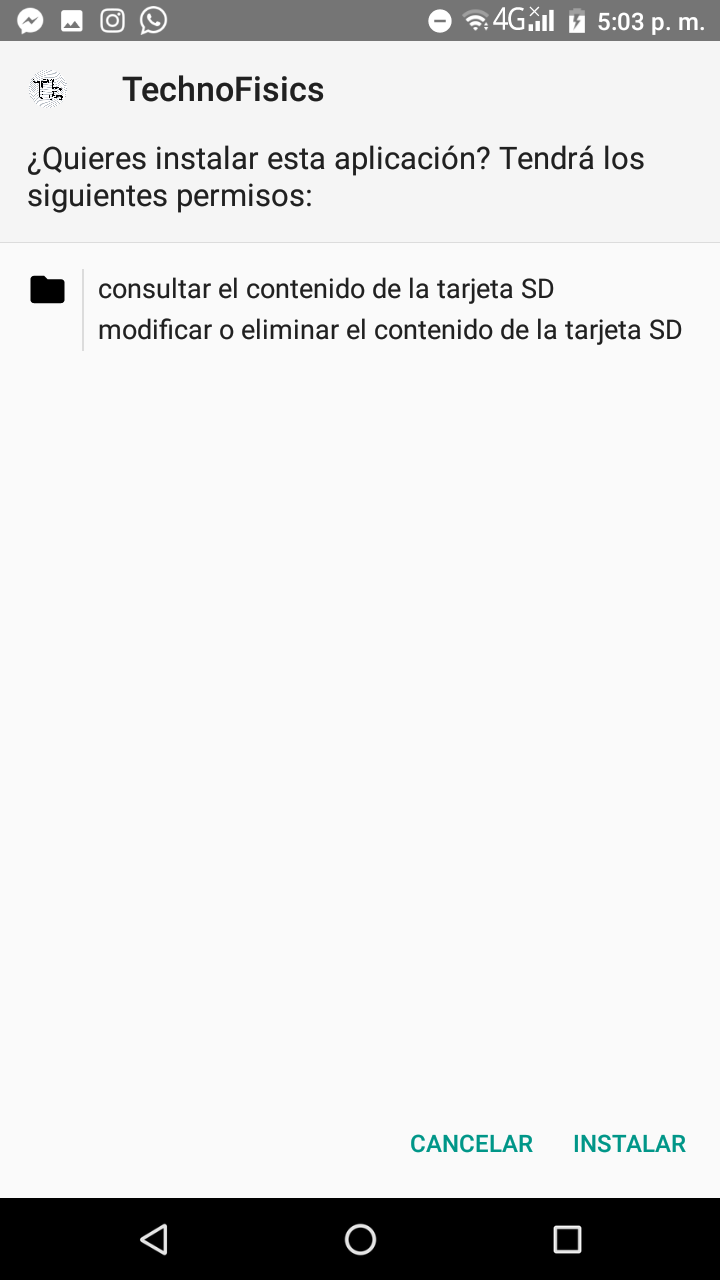 4G 5:03 p. m.
TechnoFisics
¿Quieres instalar esta aplicación? Tendrá los
siguientes permisos:
consultar el contenido de la tarjeta SD
modificar o eliminar el contenido de la tarjeta SD
CANCELAR INSTALAR